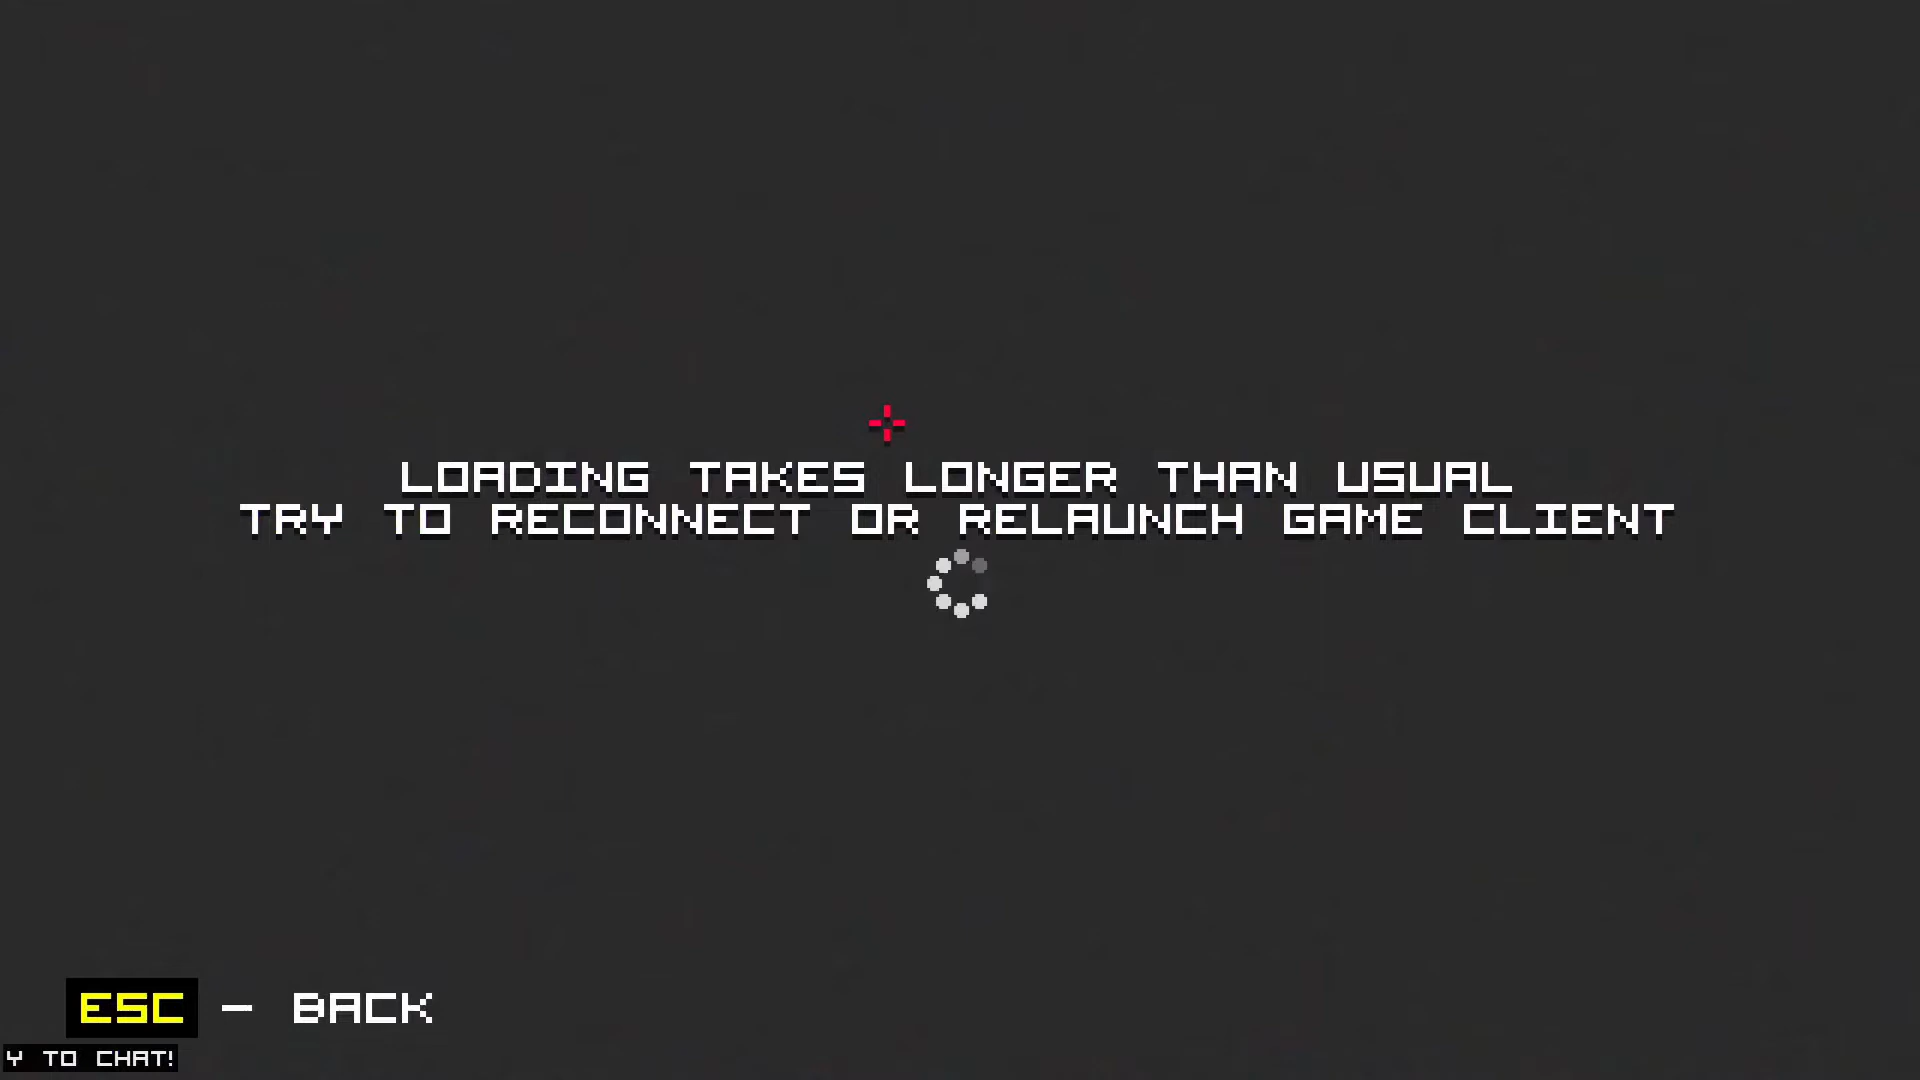 LOADING TAKES LONGER THAN USUAL
TRY TO RECONNECT OR RELAUNCH GAME CLIENT
ESC - BACK
Y TO CHAT!